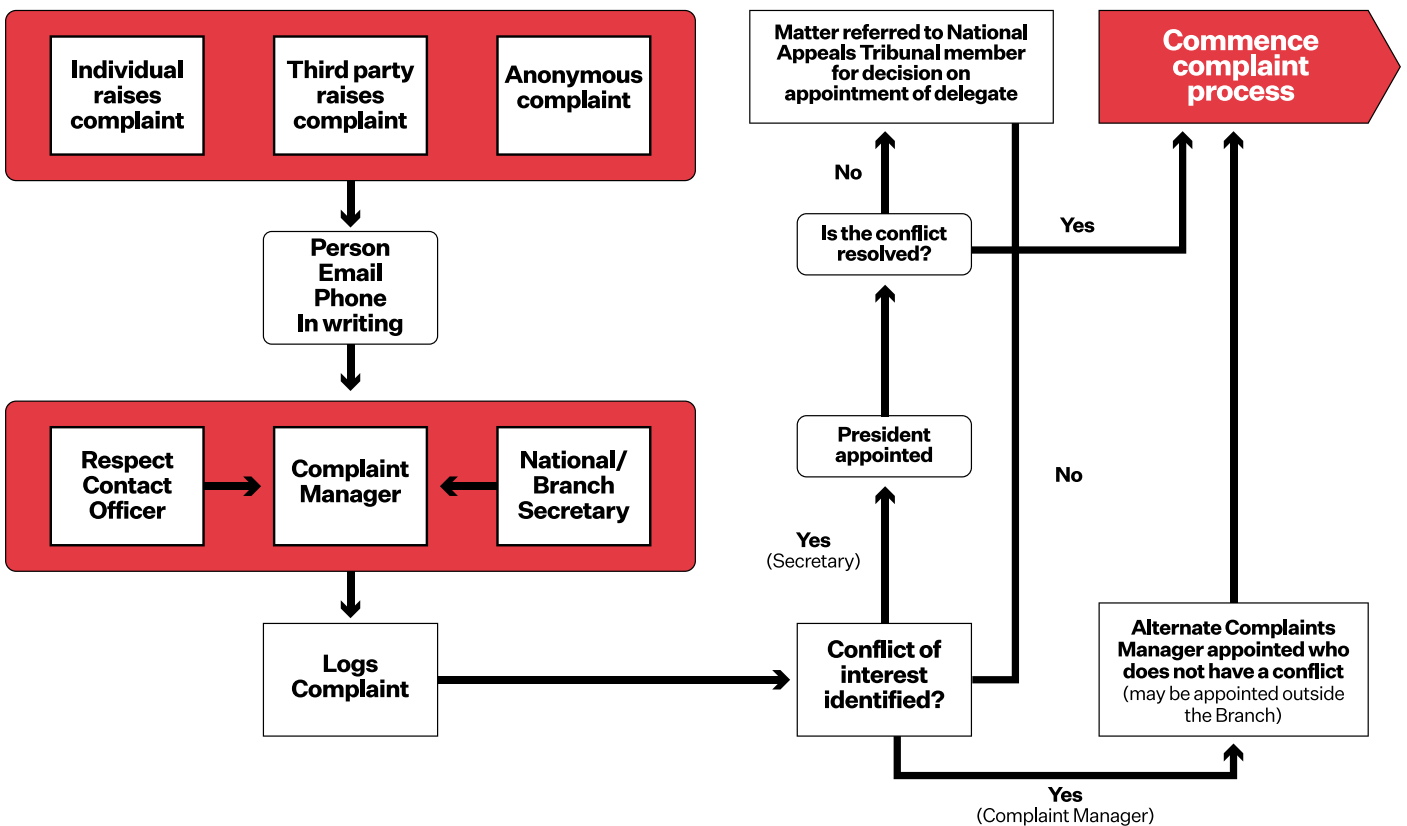 Individual
raises
complaint
Third party
raises
complaint
Anonymous
complaint
Person
Email
Phone
In writing
Respect
Contact
Officer
Complaint
Manager
National/
Branch
Secretary
Logs
Complaint
Matter referred to National
Appeals Tribunal member
for decision on
appointment of delegate
Commence
complaint
process
No
Is the conflict
resolved?
Yes
President
appointed
No
Yes
(Secretary)
Conflict of
interest
identified?
Alternate Complaints
Manager appointed who
does not have a conflict
(may be appointed outside
the Branch)
Yes
(Complaint Manager)